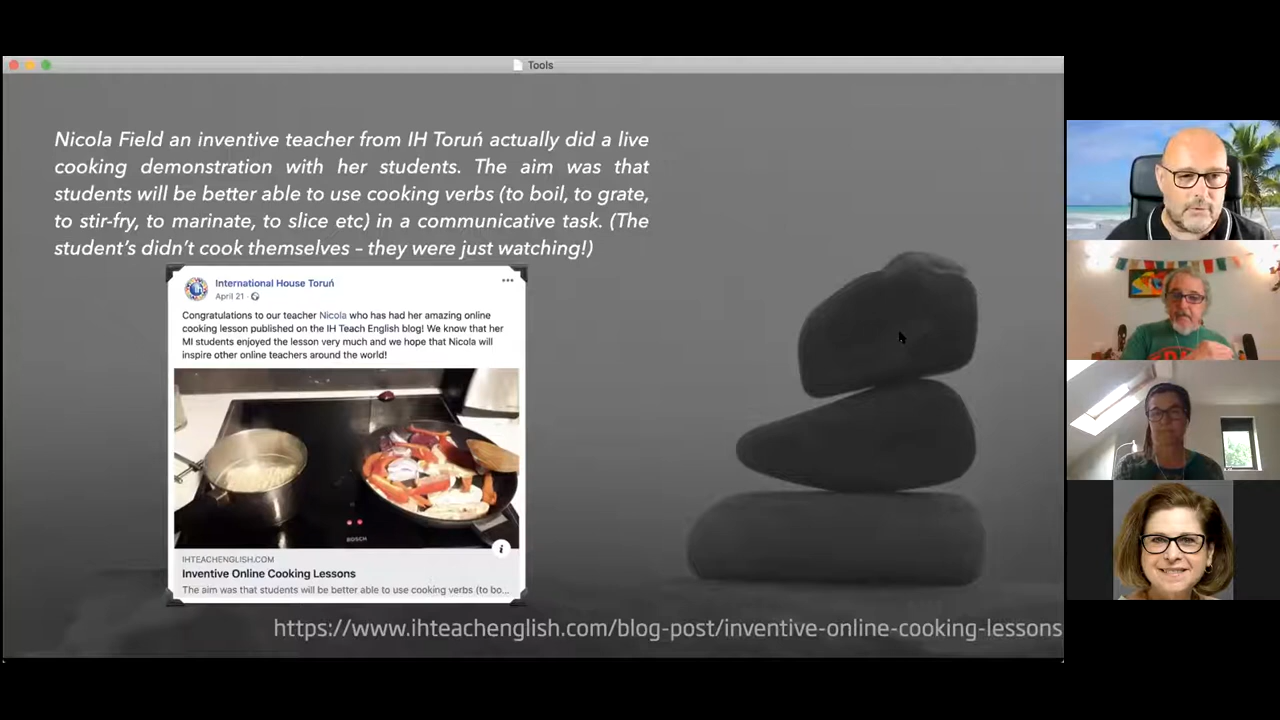 Tools
Nicola Field an inventive teacher from IH Toruń actually did a live
cooking demonstration with her students. The aim was that
students will be better able to use cooking verbs (to boil, to grate,
to stir-fry, to marinate, to slice etc) in a communicative task. (The
student's didn't cook themselves – they were just watching!)
International House Toruń
April 21 ·
Congratulations to our teacher Nicola who has had her amazing online
cooking lesson published on the IH Teach English blog! We know that her
MI students enjoyed the lesson very much and we hope that Nicola will
inspire other online teachers around the world!
BOSCH
IHTEACHENGLISH.COM
Inventive Online Cooking Lessons
The aim was that students will be better able to use cooking verbs (to bo...
https://www.ihteachenglish.com/blog-post/inventive-online-cooking-lessons